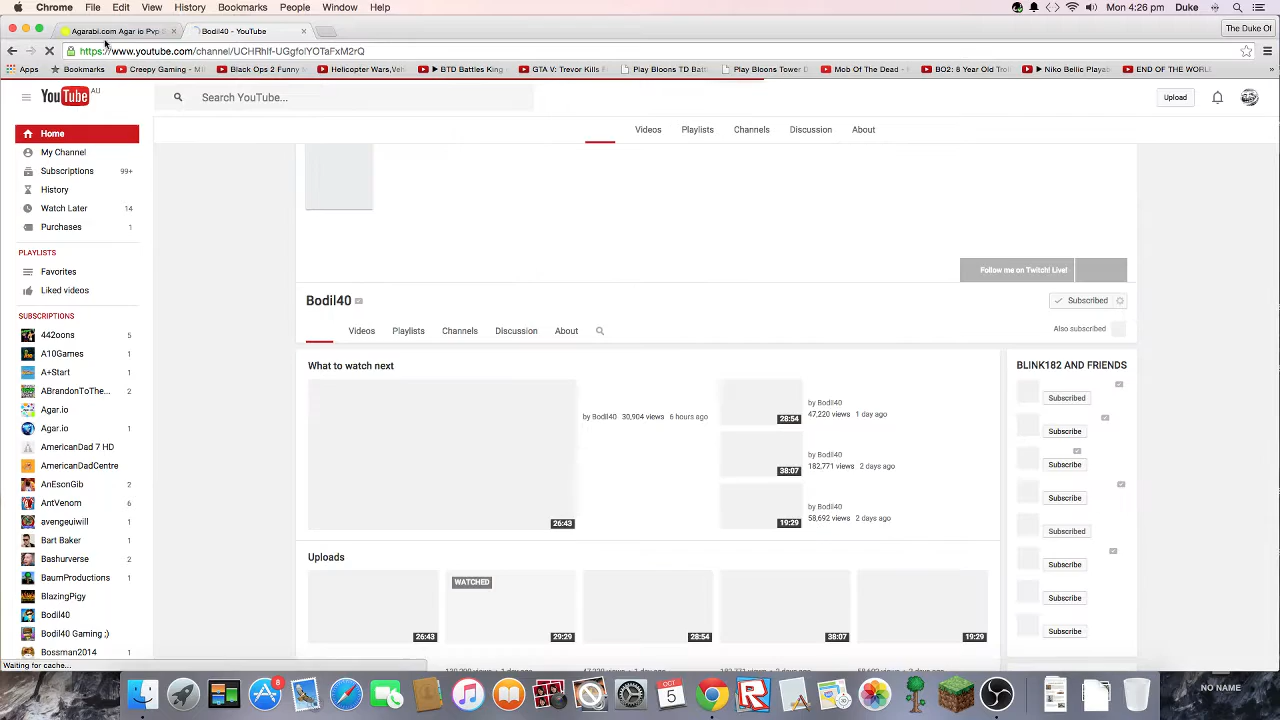 Chrome File Edit View History Bookmarks People Window Help Mon 4:26 pm Duke
Agarabi.com Agar io Pvp Bodil40 - YouTube The Duke Of
https://www.youtube.com/channel/UCHRhlf-UGgfolYOTaFxM2rQ
Apps Bookmarks Creepy Gaming - Mi Black Ops 2 Funny M Helicopter Wars,Veh ▶ BTD Battles King GTA V: Trevor Kills F Play Bloons TD Batt Play Bloons Tower D Mob Of The Dead - Y BO2: 8 Year Old Troll ▶ Niko Bellic Playab END OF THE WORL »
YouTube AU Search YouTube... Upload
Home
My Channel
Subscriptions 99+
History
Watch Later 14
Purchases 1
PLAYLISTS
Favorites
Liked videos
SUBSCRIPTIONS
442oons 5
A10Games 1
A+Start 1
ABrandonToThe... 2
Agar.io
Agar.io 1
AmericanDad 7 HD
AmericanDadCentre
AnEsonGib 2
AntVenom 6
avengeuiwill 1
Bart Baker 1
Bashurverse 2
BaumProductions 1
BlazingPigy
Bodil40
Bodil40 Gaming ;)
Bossman2014 1
Waiting for cache...
Videos Playlists Channels Discussion About
Follow me on Twitch! Live!
Bodil40
Subscribed
Videos Playlists Channels Discussion About
Also subscribed
What to watch next
26:43
by Bodil40 30,904 views 6 hours ago
28:54
by Bodil40
47,220 views 1 day ago
38:07
by Bodil40
182,771 views 2 days ago
19:29
by Bodil40
58,692 views 2 days ago
Uploads
WATCHED
26:43 29:29 28:54 38:07 19:29
BLINK182 AND FRIENDS
Subscribed
Subscribe
Subscribe
Subscribe
Subscribed
Subscribe
Subscribe
Subscribe
8
OCT
5
NO NAME